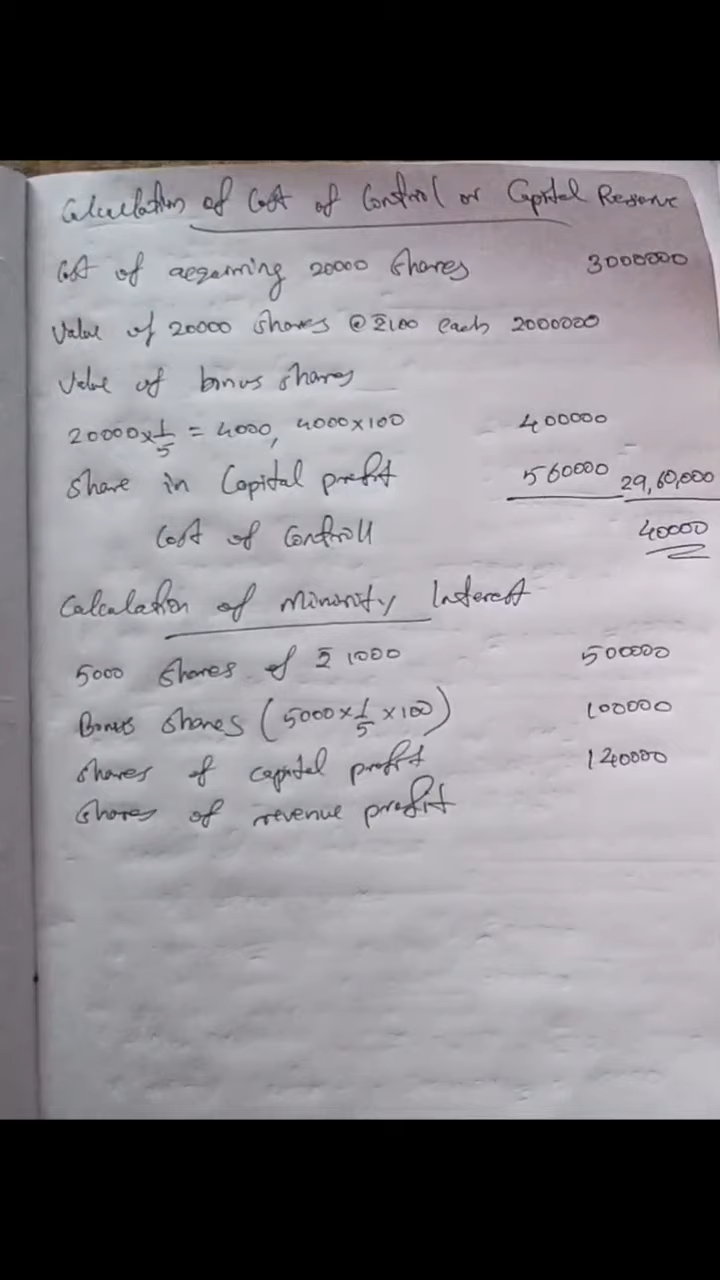 Calculation of Cost of Control or Capital Reserve
Cost of acquiring 20000 shares 3000000
Value of 20000 shares @ ₹100 each 2000000
Value of bonus shares
20000 x 1/5 = 4000, 4000 x 100 400000
Share in Capital profit 560000 29,60,000
Cost of Controll 40000
Calculation of Minority Interest
5000 shares of ₹ 1000 500000
Bonus shares (5000 x 1/5 x 100) 100000
Shares of capital profit 140000
Shares of revenue profit